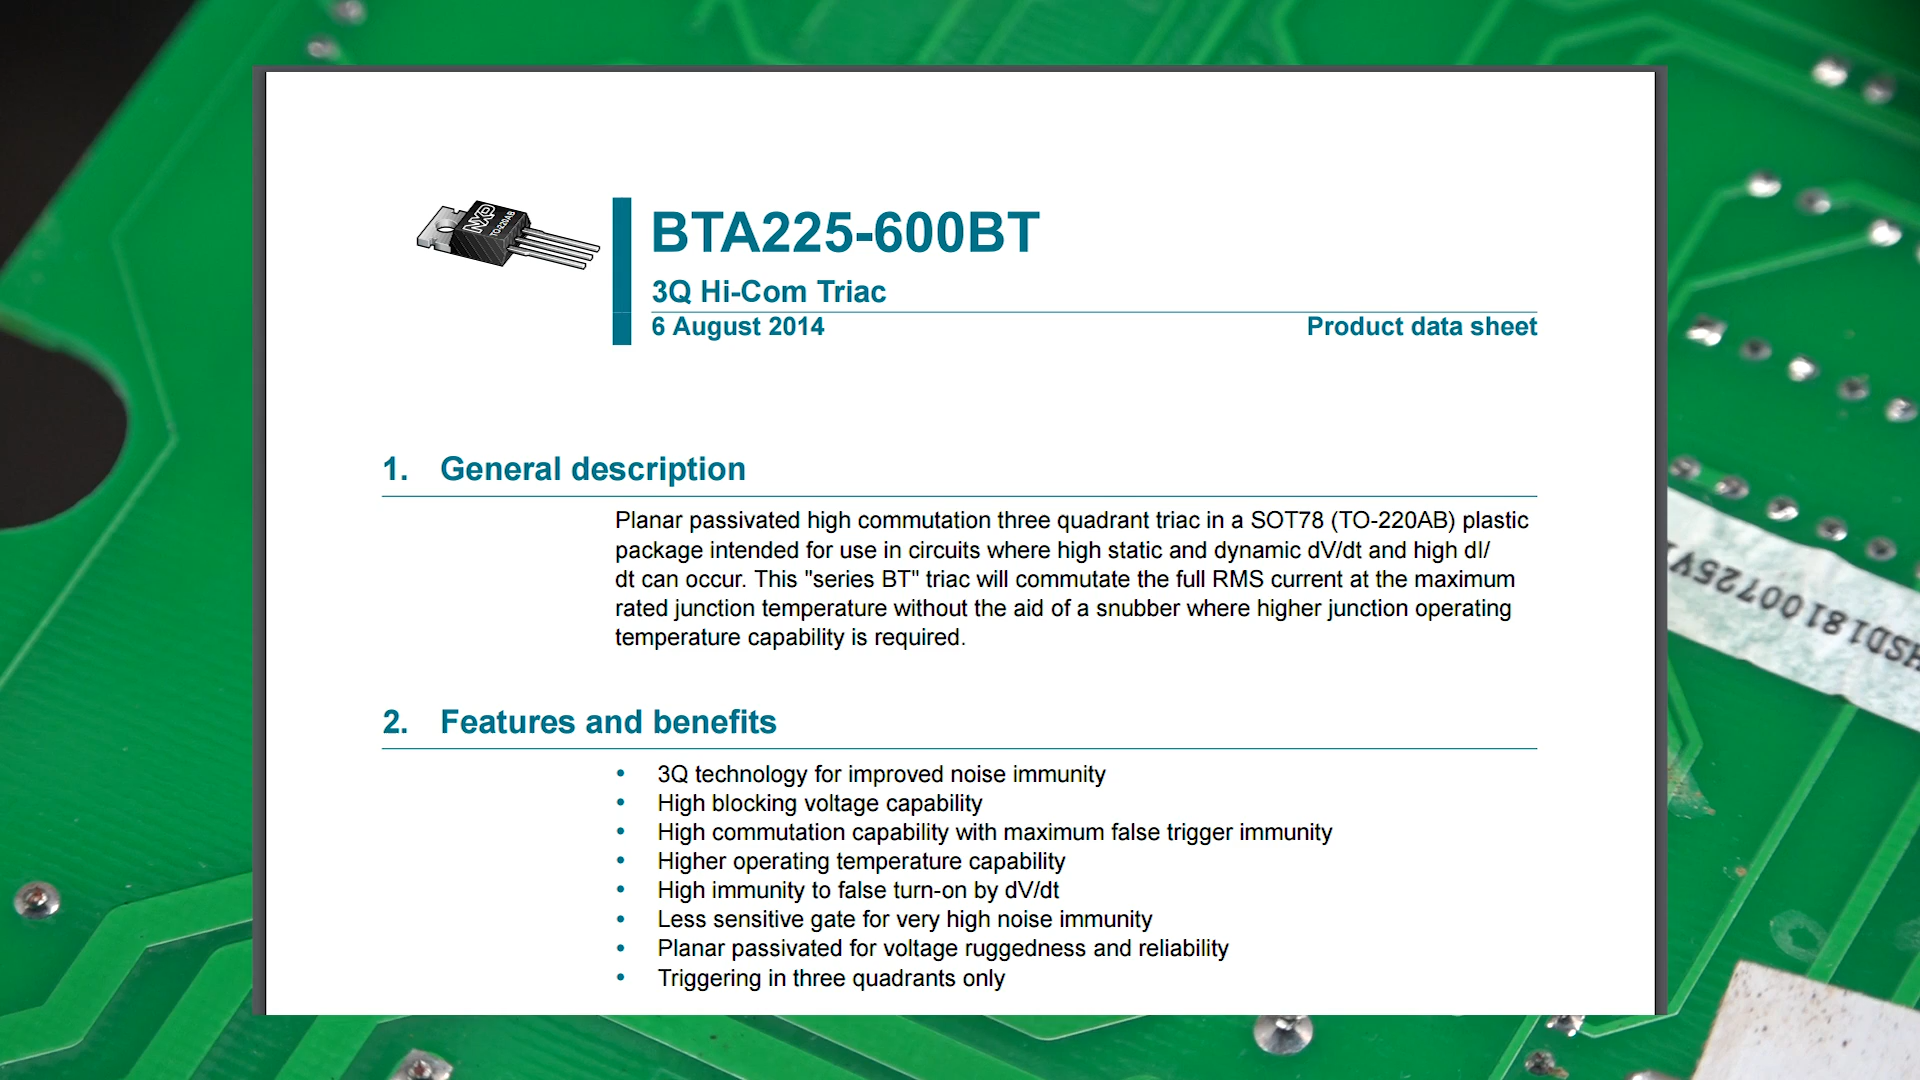 NXP
TO-220AB
BTA225-600BT
3Q Hi-Com Triac
6 August 2014 Product data sheet
1. General description
Planar passivated high commutation three quadrant triac in a SOT78 (TO-220AB) plastic
package intended for use in circuits where high static and dynamic dV/dt and high dI/
dt can occur. This "series BT" triac will commutate the full RMS current at the maximum
rated junction temperature without the aid of a snubber where higher junction operating
temperature capability is required.
2. Features and benefits
• 3Q technology for improved noise immunity
• High blocking voltage capability
• High commutation capability with maximum false trigger immunity
• Higher operating temperature capability
• High immunity to false turn-on by dV/dt
• Less sensitive gate for very high noise immunity
• Planar passivated for voltage ruggedness and reliability
• Triggering in three quadrants only